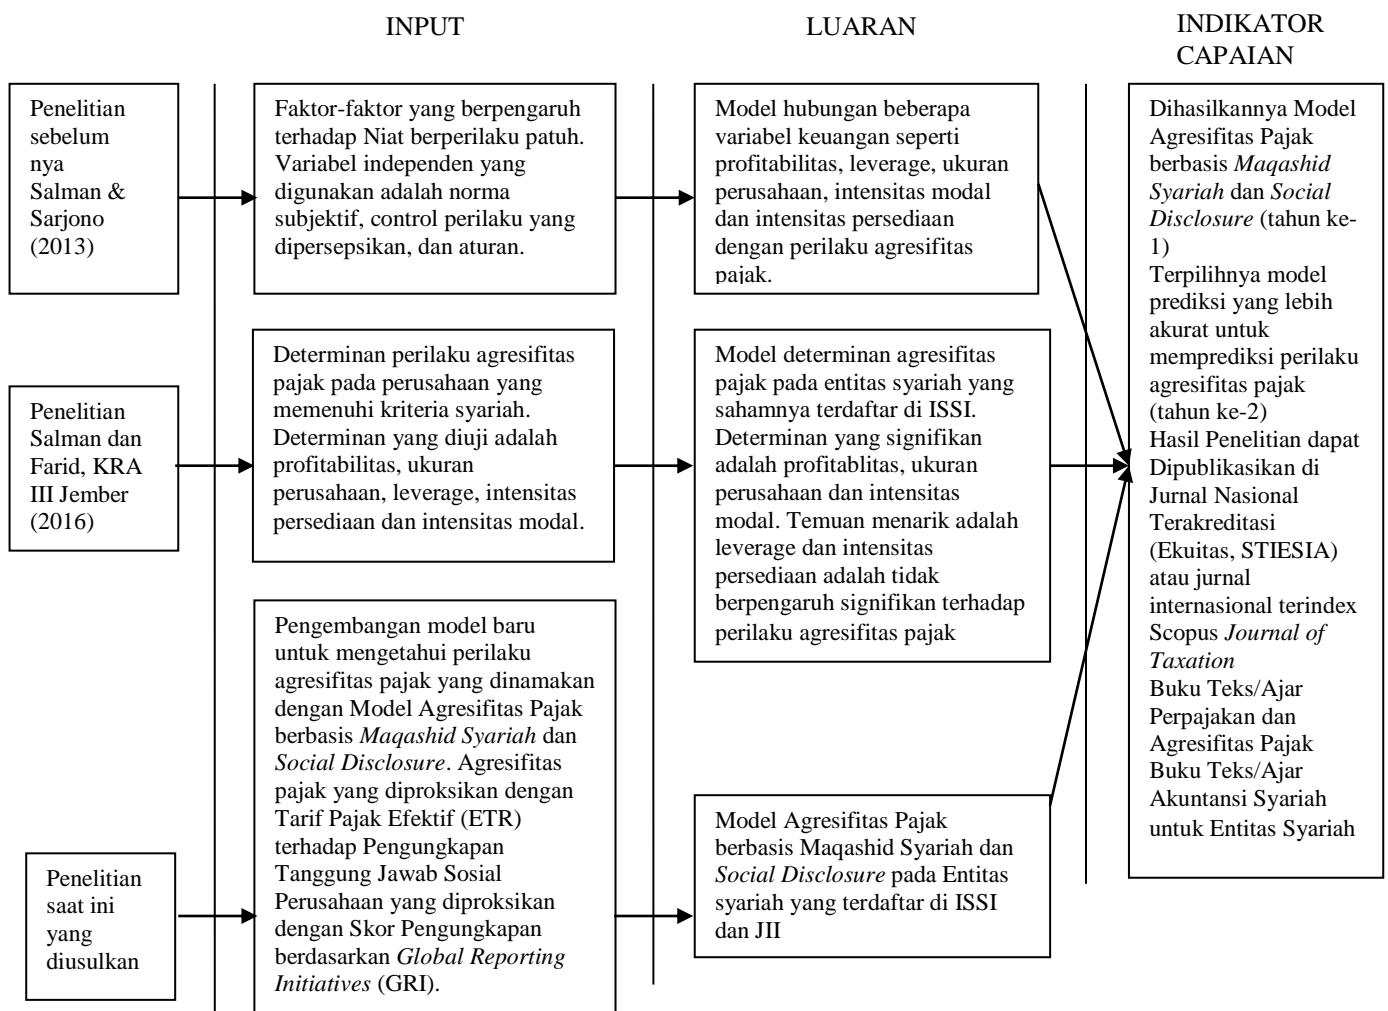 INPUT
LUARAN
INDIKATOR
CAPAIAN
Penelitian
sebelum
nya
Salman &
Sarjono
(2013)
Faktor-faktor yang berpengaruh
terhadap Niat berperilaku patuh.
Variabel independen yang
digunakan adalah norma
subjektif, control perilaku yang
dipersepsikan, dan aturan.
Model hubungan beberapa
variabel keuangan seperti
profitabilitas, leverage, ukuran
perusahaan, intensitas modal
dan intensitas persediaan
dengan perilaku agresifitas
pajak.
Penelitian
Salman dan
Farid, KRA
III Jember
(2016)
Determinan perilaku agresifitas
pajak pada perusahaan yang
memenuhi kriteria syariah.
Determinan yang diuji adalah
profitabilitas, ukuran
perusahaan, leverage, intensitas
persediaan dan intensitas modal.
Model determinan agresifitas
pajak pada entitas syariah yang
sahamnya terdaftar di ISSI.
Determinan yang signifikan
adalah profitablitas, ukuran
perusahaan dan intensitas
modal. Temuan menarik adalah
leverage dan intensitas
persediaan adalah tidak
berpengaruh signifikan terhadap
perilaku agresifitas pajak
Penelitian
saat ini
yang
diusulkan
Pengembangan model baru
untuk mengetahui perilaku
agresifitas pajak yang dinamakan
dengan Model Agresifitas Pajak
berbasis Maqashid Syariah dan
Social Disclosure. Agresifitas
pajak yang diproksikan dengan
Tarif Pajak Efektif (ETR)
terhadap Pengungkapan
Tanggung Jawab Sosial
Perusahaan yang diproksikan
dengan Skor Pengungkapan
berdasarkan Global Reporting
Initiatives (GRI).
Model Agresifitas Pajak
berbasis Maqashid Syariah dan
Social Disclosure pada Entitas
syariah yang terdaftar di ISSI
dan JII
Dihasilkannya Model
Agresifitas Pajak
berbasis Maqashid
Syariah dan Social
Disclosure (tahun ke-
1)
Terpilihnya model
prediksi yang lebih
akurat untuk
memprediksi perilaku
agresifitas pajak
(tahun ke-2)
Hasil Penelitian dapat
Dipublikasikan di
Jurnal Nasional
Terakreditasi
(Ekuitas, STIESIA)
atau jurnal
internasional terindex
Scopus Journal of
Taxation
Buku Teks/Ajar
Perpajakan dan
Agresifitas Pajak
Buku Teks/Ajar
Akuntansi Syariah
untuk Entitas Syariah